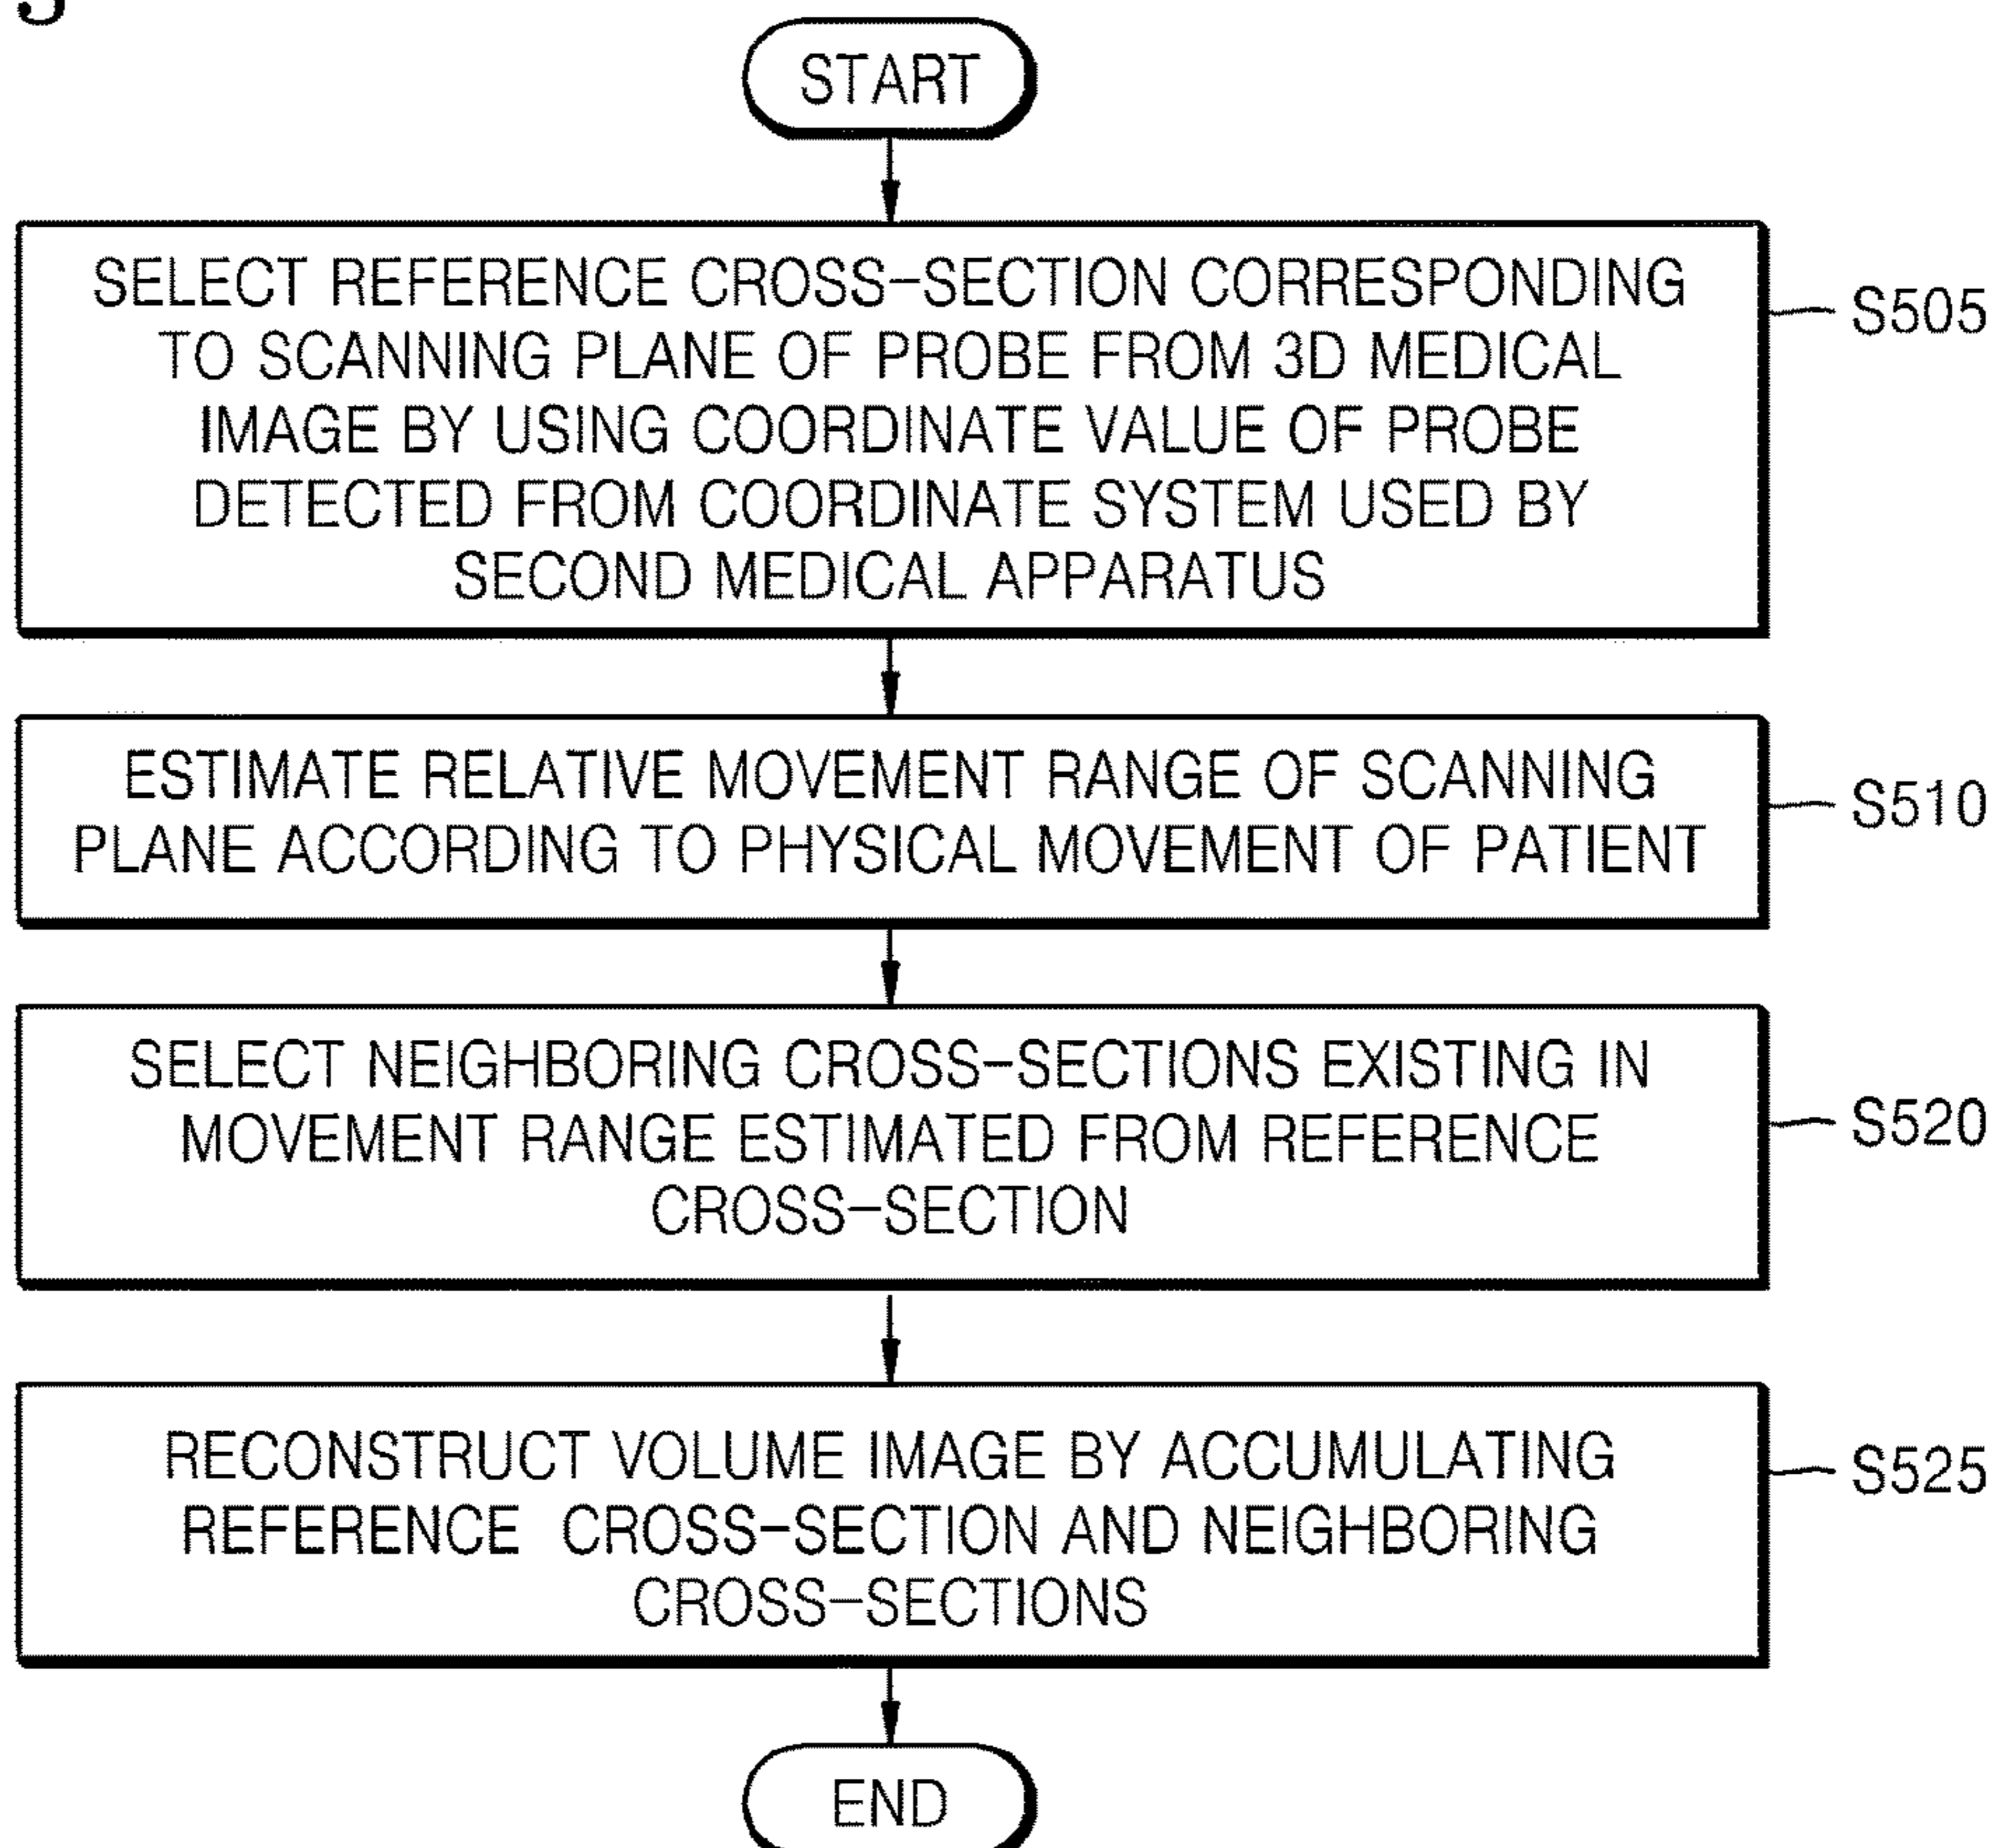 START
SELECT REFERENCE CROSS-SECTION CORRESPONDING
TO SCANNING PLANE OF PROBE FROM 3D MEDICAL
IMAGE BY USING COORDINATE VALUE OF PROBE
DETECTED FROM COORDINATE SYSTEM USED BY
SECOND MEDICAL APPARATUS
S505
ESTIMATE RELATIVE MOVEMENT RANGE OF SCANNING
PLANE ACCORDING TO PHYSICAL MOVEMENT OF PATIENT
S510
SELECT NEIGHBORING CROSS-SECTIONS EXISTING IN
MOVEMENT RANGE ESTIMATED FROM REFERENCE
CROSS-SECTION
S520
RECONSTRUCT VOLUME IMAGE BY ACCUMULATING
REFERENCE CROSS-SECTION AND NEIGHBORING
CROSS-SECTIONS
S525
END